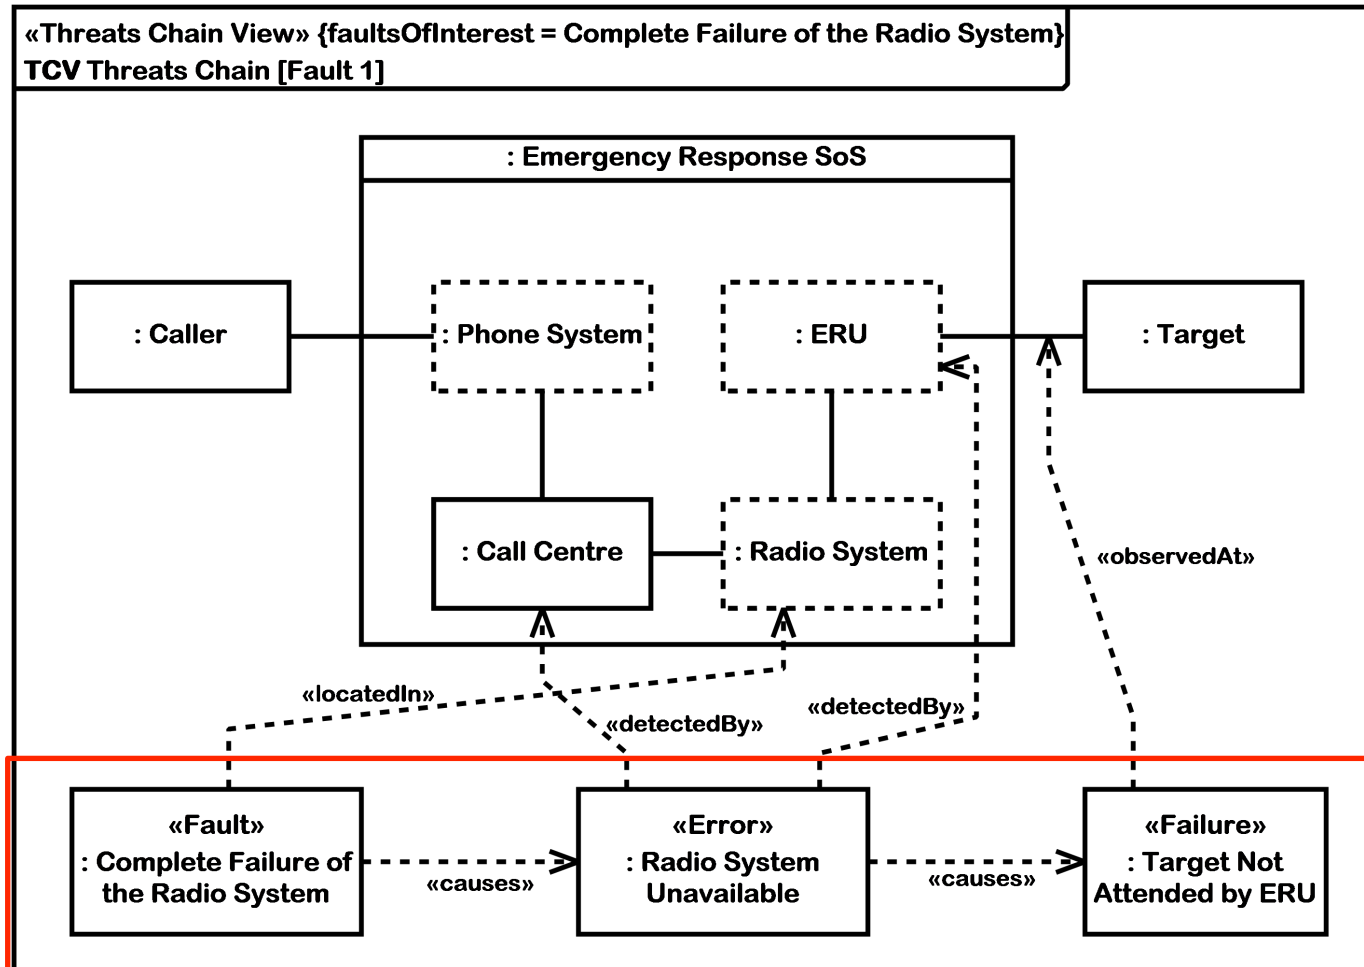 «Threats Chain View» {faultsOfInterest = Complete Failure of the Radio System}
TCV Threats Chain [Fault 1]
: Emergency Response SoS
: Caller
: Phone System
: ERU
: Target
: Call Centre
: Radio System
«observedAt»
«locatedIn»
«detectedBy»
«detectedBy»
«Fault»
: Complete Failure of
the Radio System
«causes»
«Error»
: Radio System
Unavailable
«causes»
«Failure»
: Target Not
Attended by ERU